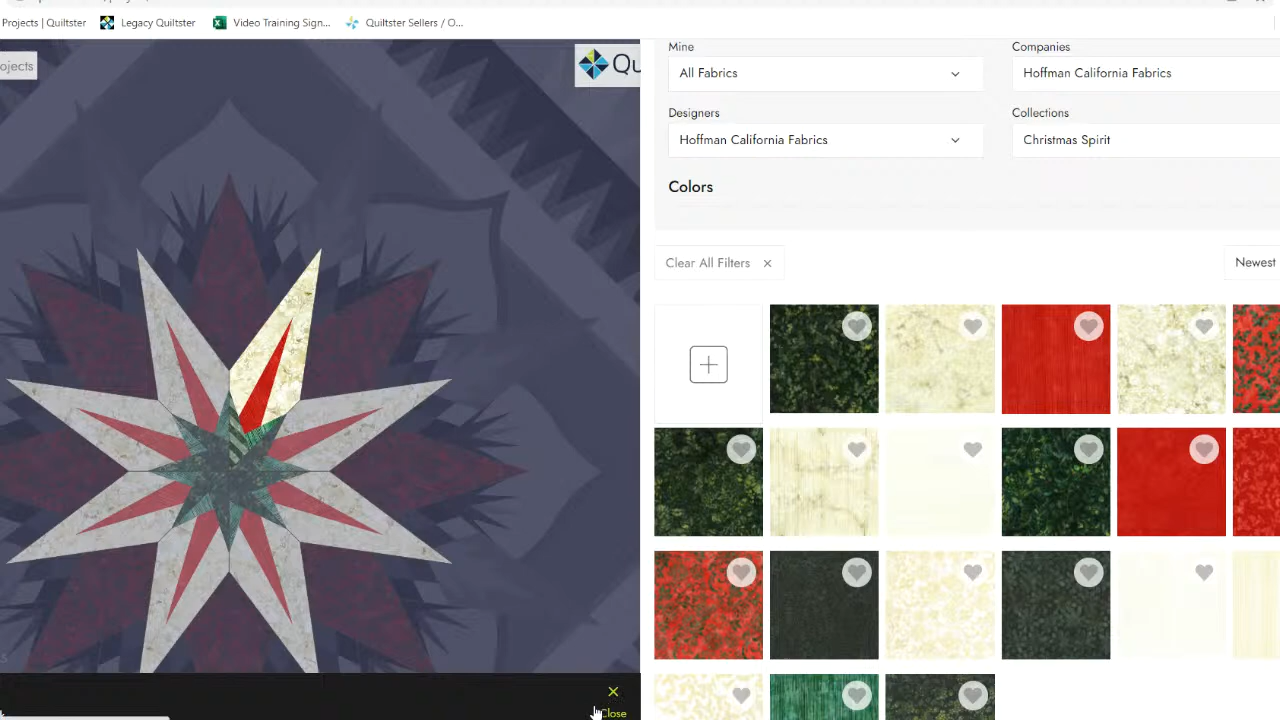 Projects | Quiltster
Legacy Quiltster
Video Training Sign...
Quiltster Sellers / O...
ojects
Qu
Mine
Companies
All Fabrics
Hoffman California Fabrics
Designers
Collections
Hoffman California Fabrics
Christmas Spirit
Colors
Clear All Filters ×
Newest
Close